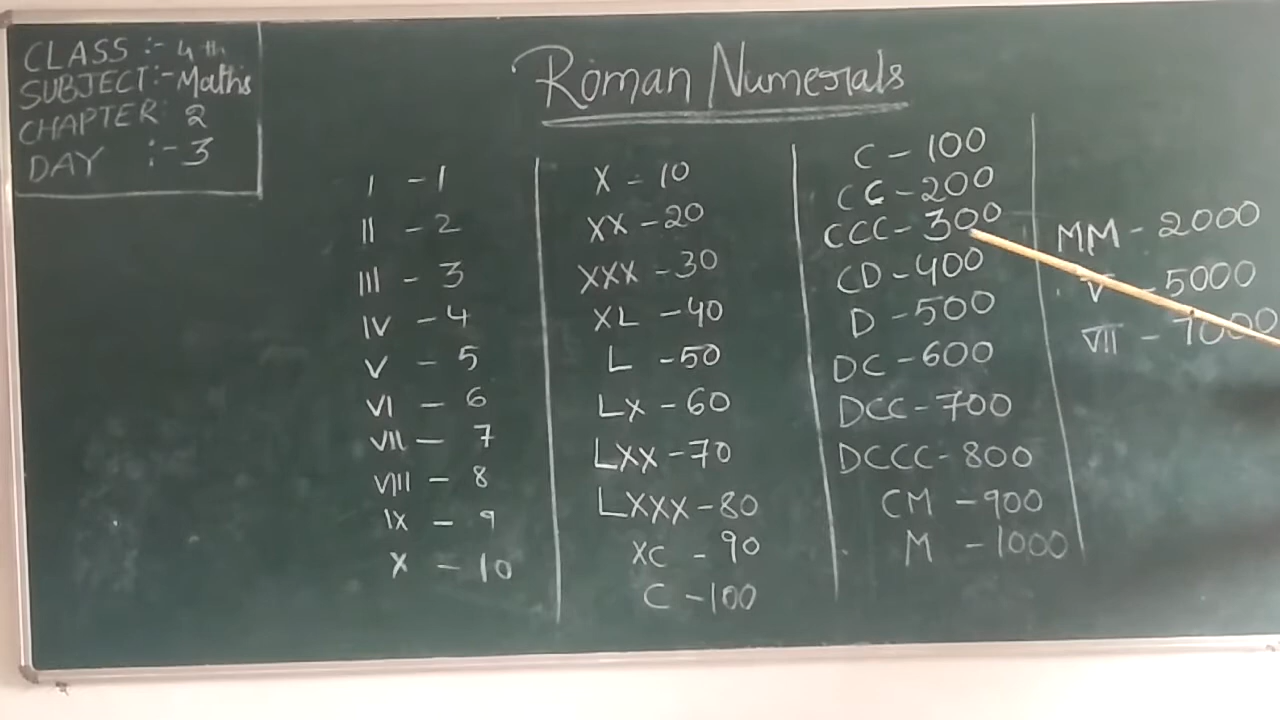 CLASS :- 4th
SUBJECT:- Maths
CHAPTER: 2
DAY :- 3
Roman Numerals
I - 1
II - 2
III - 3
IV - 4
V - 5
VI - 6
VII - 7
VIII - 8
IX - 9
X - 10
X - 10
XX - 20
XXX - 30
XL - 40
L - 50
LX - 60
LXX - 70
LXXX - 80
XC - 90
C - 100
C - 100
CC - 200
CCC - 300
CD - 400
D - 500
DC - 600
DCC - 700
DCCC - 800
CM - 900
M - 1000
MM - 2000
V̅ - 5000
V̅I̅I̅ - 7000